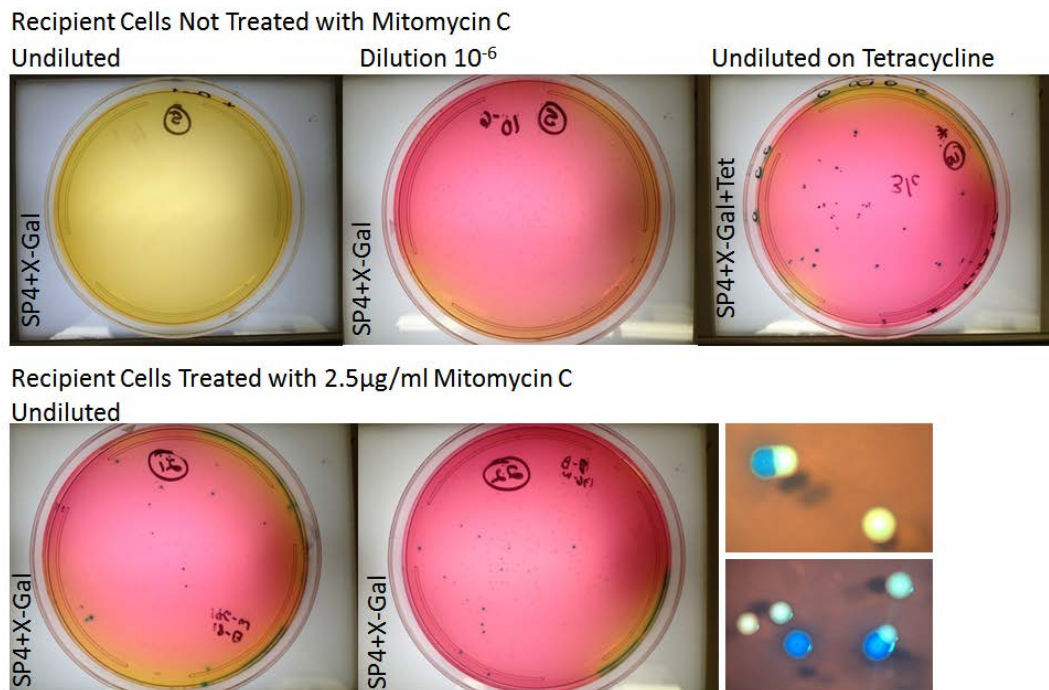 Recipient Cells Not Treated with Mitomycin C
Undiluted
Dilution 10⁻⁶
Undiluted on Tetracycline
SP4+X-Gal
SP4+X-Gal
SP4+X-Gal+Tet
Recipient Cells Treated with 2.5µg/ml Mitomycin C
Undiluted
SP4+X-Gal
SP4+X-Gal